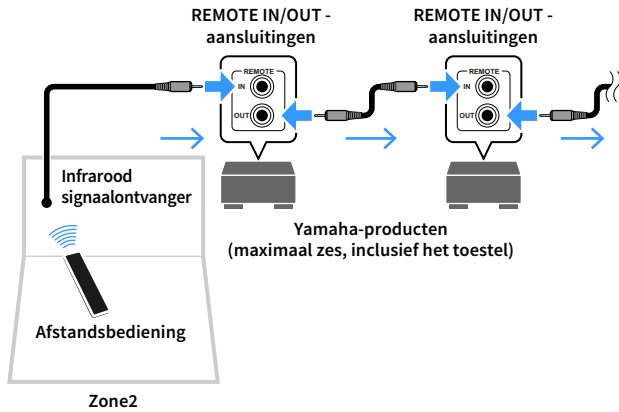 REMOTE IN/OUT -
aansluitingen
REMOTE IN/OUT -
aansluitingen
REMOTE
IN
OUT
REMOTE
IN
OUT
Infrarood
signaalontvanger
Yamaha-producten
(maximaal zes, inclusief het toestel)
Afstandsbediening
Zone2